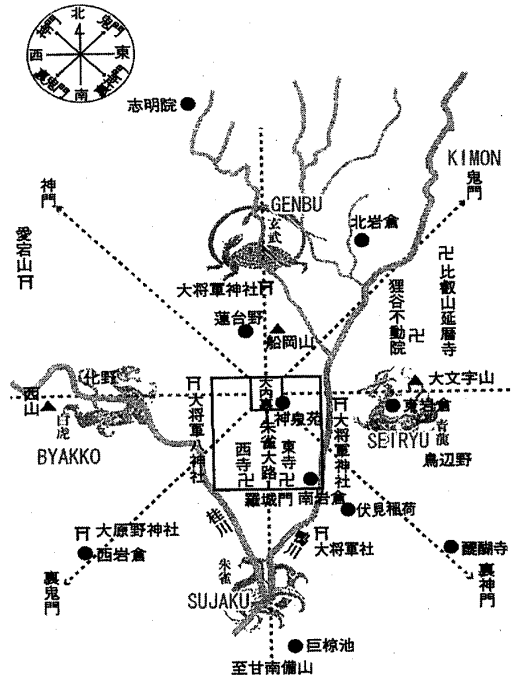 北
神門
鬼門
西
東
裏鬼門
裏神門
南
志明院
KIMON
鬼門
神門
GENBU
玄武
北岩倉
愛宕山
大将軍神社
卍比叡山延暦寺
狸谷不動院
卍
蓮台野
船岡山
化野
西山
白虎
BYAKKO
大将軍八神社
大内裏
神泉苑
朱雀大路
西寺卍
東寺卍
羅城門
南岩倉
大将軍神社
大文字山
東岩倉
青龍
SEIRYU
鳥辺野
桂川
鴨川
伏見稲荷
大将軍社
醍醐寺
大原野神社
西岩倉
裏鬼門
裏神門
朱雀
SUJAKU
巨椋池
至甘南備山